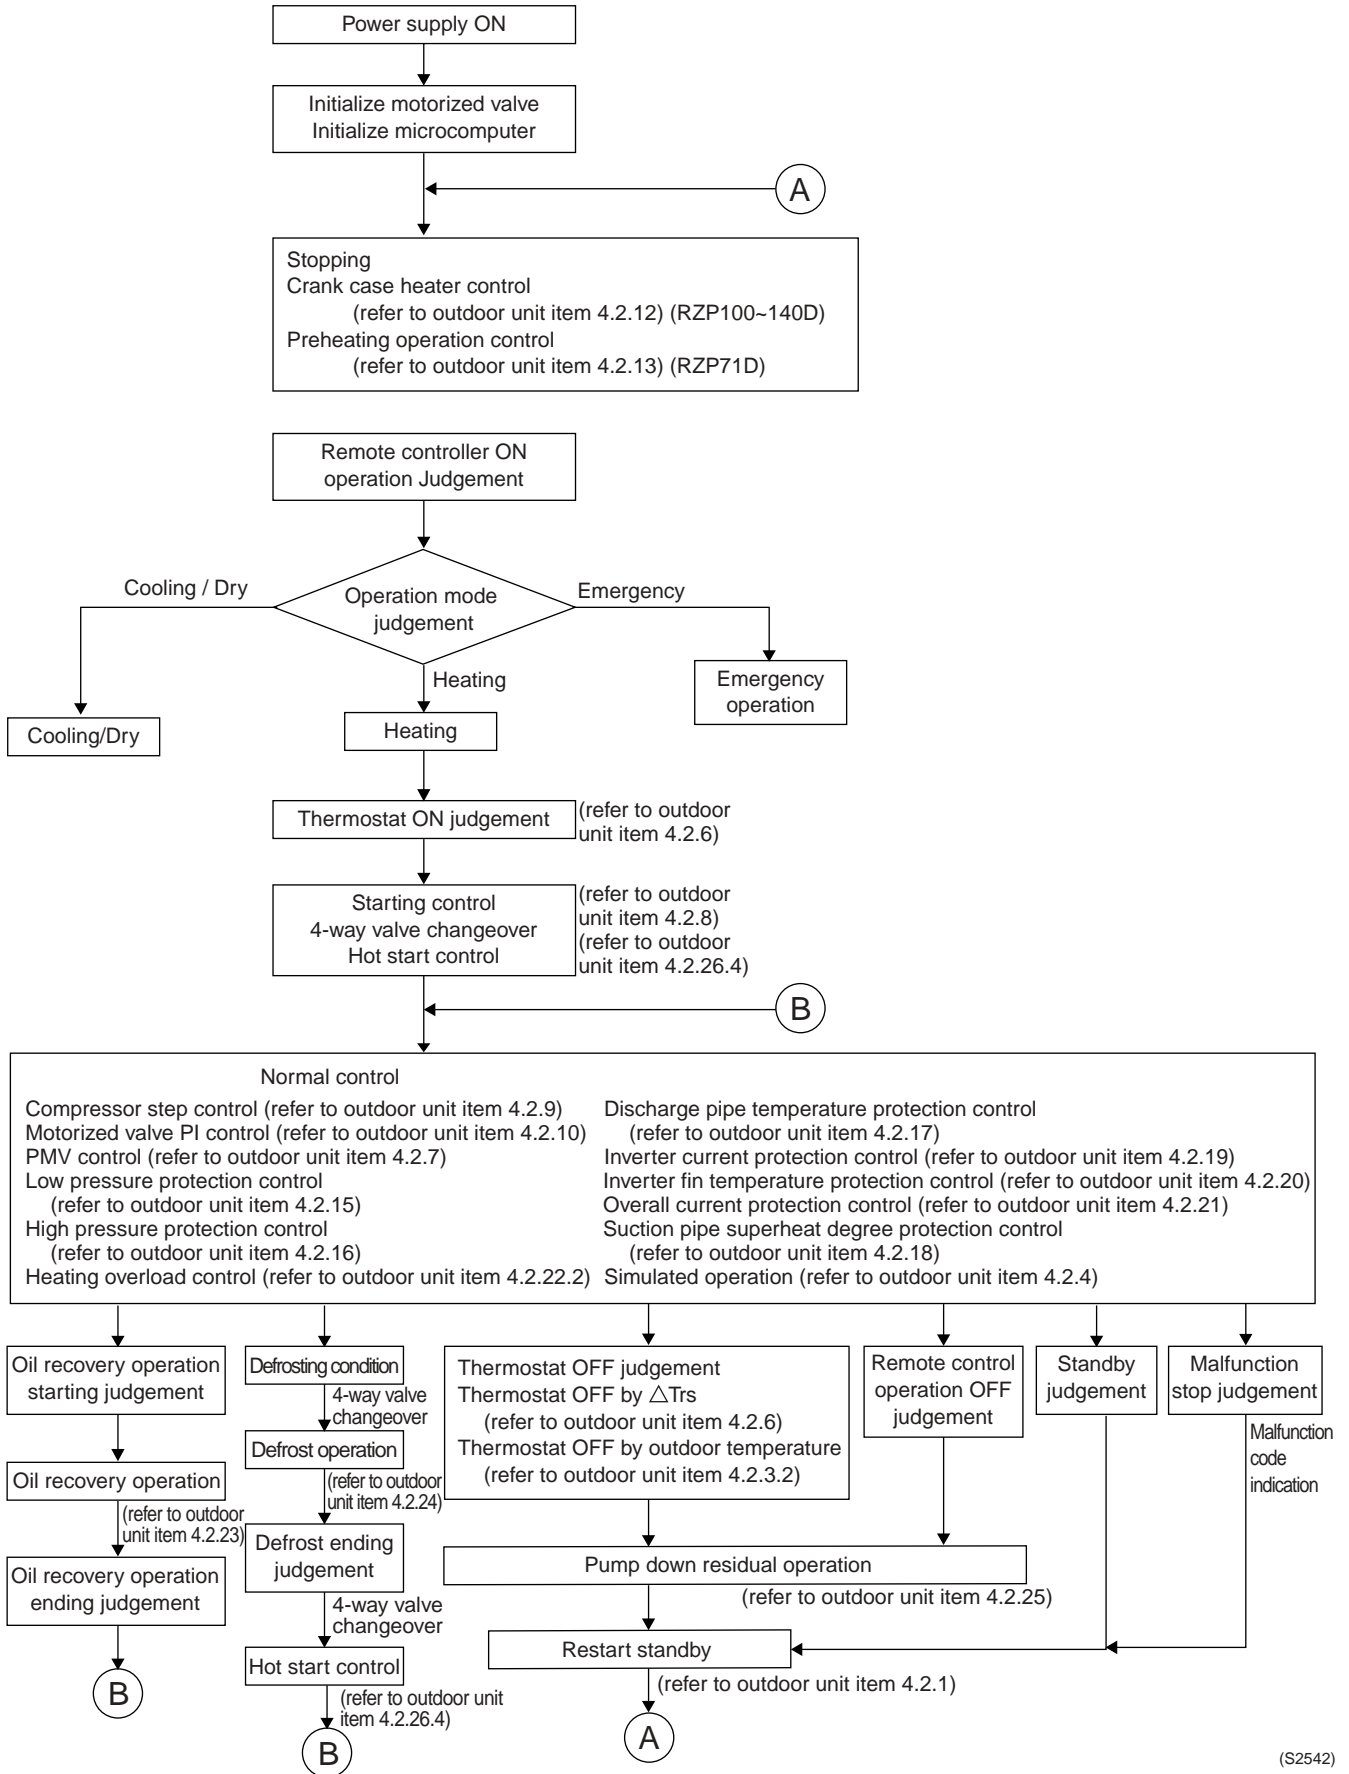 Power supply ON
Initialize motorized valve
Initialize microcomputer
A
Stopping
Crank case heater control
(refer to outdoor unit item 4.2.12) (RZP100~140D)
Preheating operation control
(refer to outdoor unit item 4.2.13) (RZP71D)
Remote controller ON
operation Judgement
Cooling / Dry
Operation mode
judgement
Emergency
Heating
Cooling/Dry
Heating
Emergency
operation
Thermostat ON judgement
(refer to outdoor
unit item 4.2.6)
Starting control
4-way valve changeover
Hot start control
(refer to outdoor
unit item 4.2.8)
(refer to outdoor
unit item 4.2.26.4)
B
Normal control
Compressor step control (refer to outdoor unit item 4.2.9)
Motorized valve PI control (refer to outdoor unit item 4.2.10)
PMV control (refer to outdoor unit item 4.2.7)
Low pressure protection control
(refer to outdoor unit item 4.2.15)
High pressure protection control
(refer to outdoor unit item 4.2.16)
Heating overload control (refer to outdoor unit item 4.2.22.2)
Discharge pipe temperature protection control
(refer to outdoor unit item 4.2.17)
Inverter current protection control (refer to outdoor unit item 4.2.19)
Inverter fin temperature protection control (refer to outdoor unit item 4.2.20)
Overall current protection control (refer to outdoor unit item 4.2.21)
Suction pipe superheat degree protection control
(refer to outdoor unit item 4.2.18)
Simulated operation (refer to outdoor unit item 4.2.4)
Oil recovery operation
starting judgement
Oil recovery operation
(refer to outdoor
unit item 4.2.23)
Oil recovery operation
ending judgement
B
Defrosting condition
4-way valve
changeover
Defrost operation
(refer to outdoor
unit item 4.2.24)
Defrost ending
judgement
4-way valve
changeover
Hot start control
(refer to outdoor unit
item 4.2.26.4)
B
Thermostat OFF judgement
Thermostat OFF by △Trs
(refer to outdoor unit item 4.2.6)
Thermostat OFF by outdoor temperature
(refer to outdoor unit item 4.2.3.2)
Remote control
operation OFF
judgement
Standby
judgement
Malfunction
stop judgement
Malfunction
code
indication
Pump down residual operation
(refer to outdoor unit item 4.2.25)
Restart standby
(refer to outdoor unit item 4.2.1)
A
(S2542)